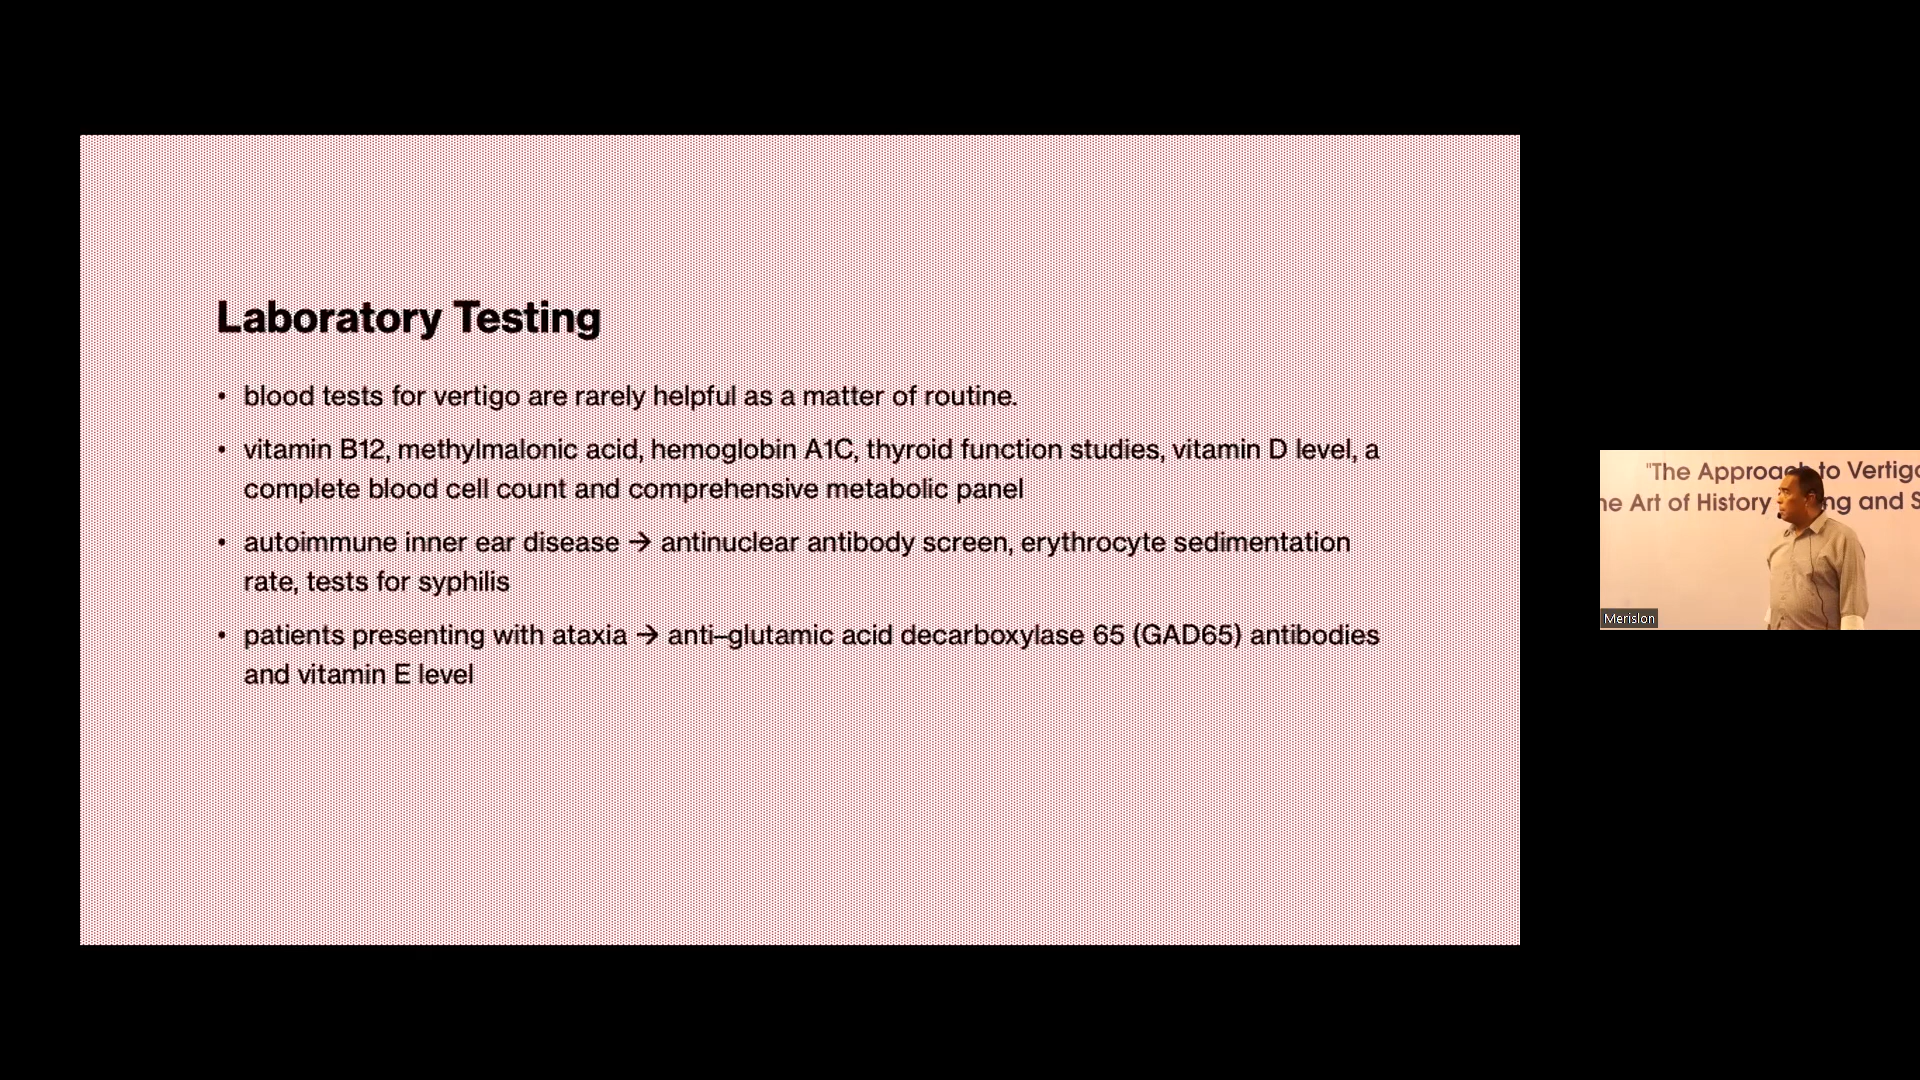 Laboratory Testing
• blood tests for vertigo are rarely helpful as a matter of routine.
• vitamin B12, methylmalonic acid, hemoglobin A1C, thyroid function studies, vitamin D level, a
complete blood cell count and comprehensive metabolic panel
• autoimmune inner ear disease → antinuclear antibody screen, erythrocyte sedimentation
rate, tests for syphilis
• patients presenting with ataxia → anti–glutamic acid decarboxylase 65 (GAD65) antibodies
and vitamin E level
"The Approach to Vertigo
Art of History and
Merislon